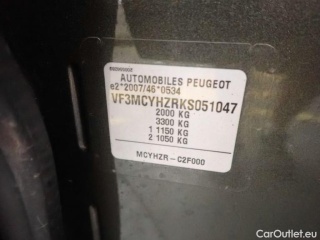 AUTOMOBILES PEUGEOT
e2*2007/46*0534
VF3MCYHZRKS051047
2000 KG
3300 KG
1 1150 KG
2 1050 KG
MCYHZR-C2F000
CarOutlet.eu